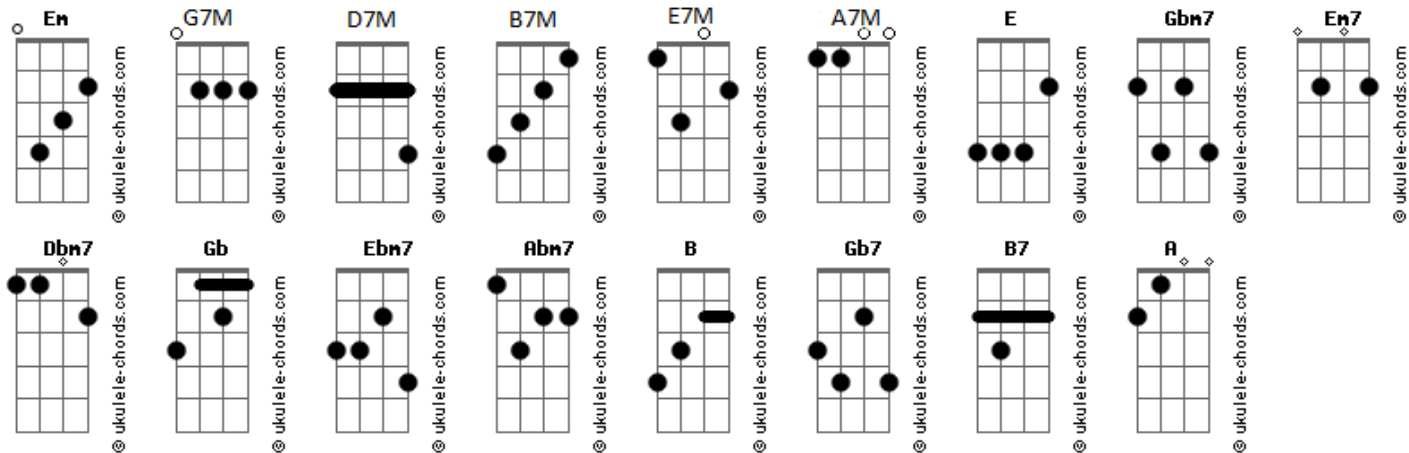 Em G7M D7M B7M E7M A7M E Gbm7 Em7
© ukulele-chords.com © ukulele-chords.com © ukulele-chords.com © ukulele-chords.com © ukulele-chords.com © ukulele-chords.com © ukulele-chords.com © ukulele-chords.com © ukulele-chords.com
Dbm7 Gb Ebm7 Abm7 B Gb7 B7 A
© ukulele-chords.com © ukulele-chords.com © ukulele-chords.com © ukulele-chords.com © ukulele-chords.com © ukulele-chords.com © ukulele-chords.com © ukulele-chords.com